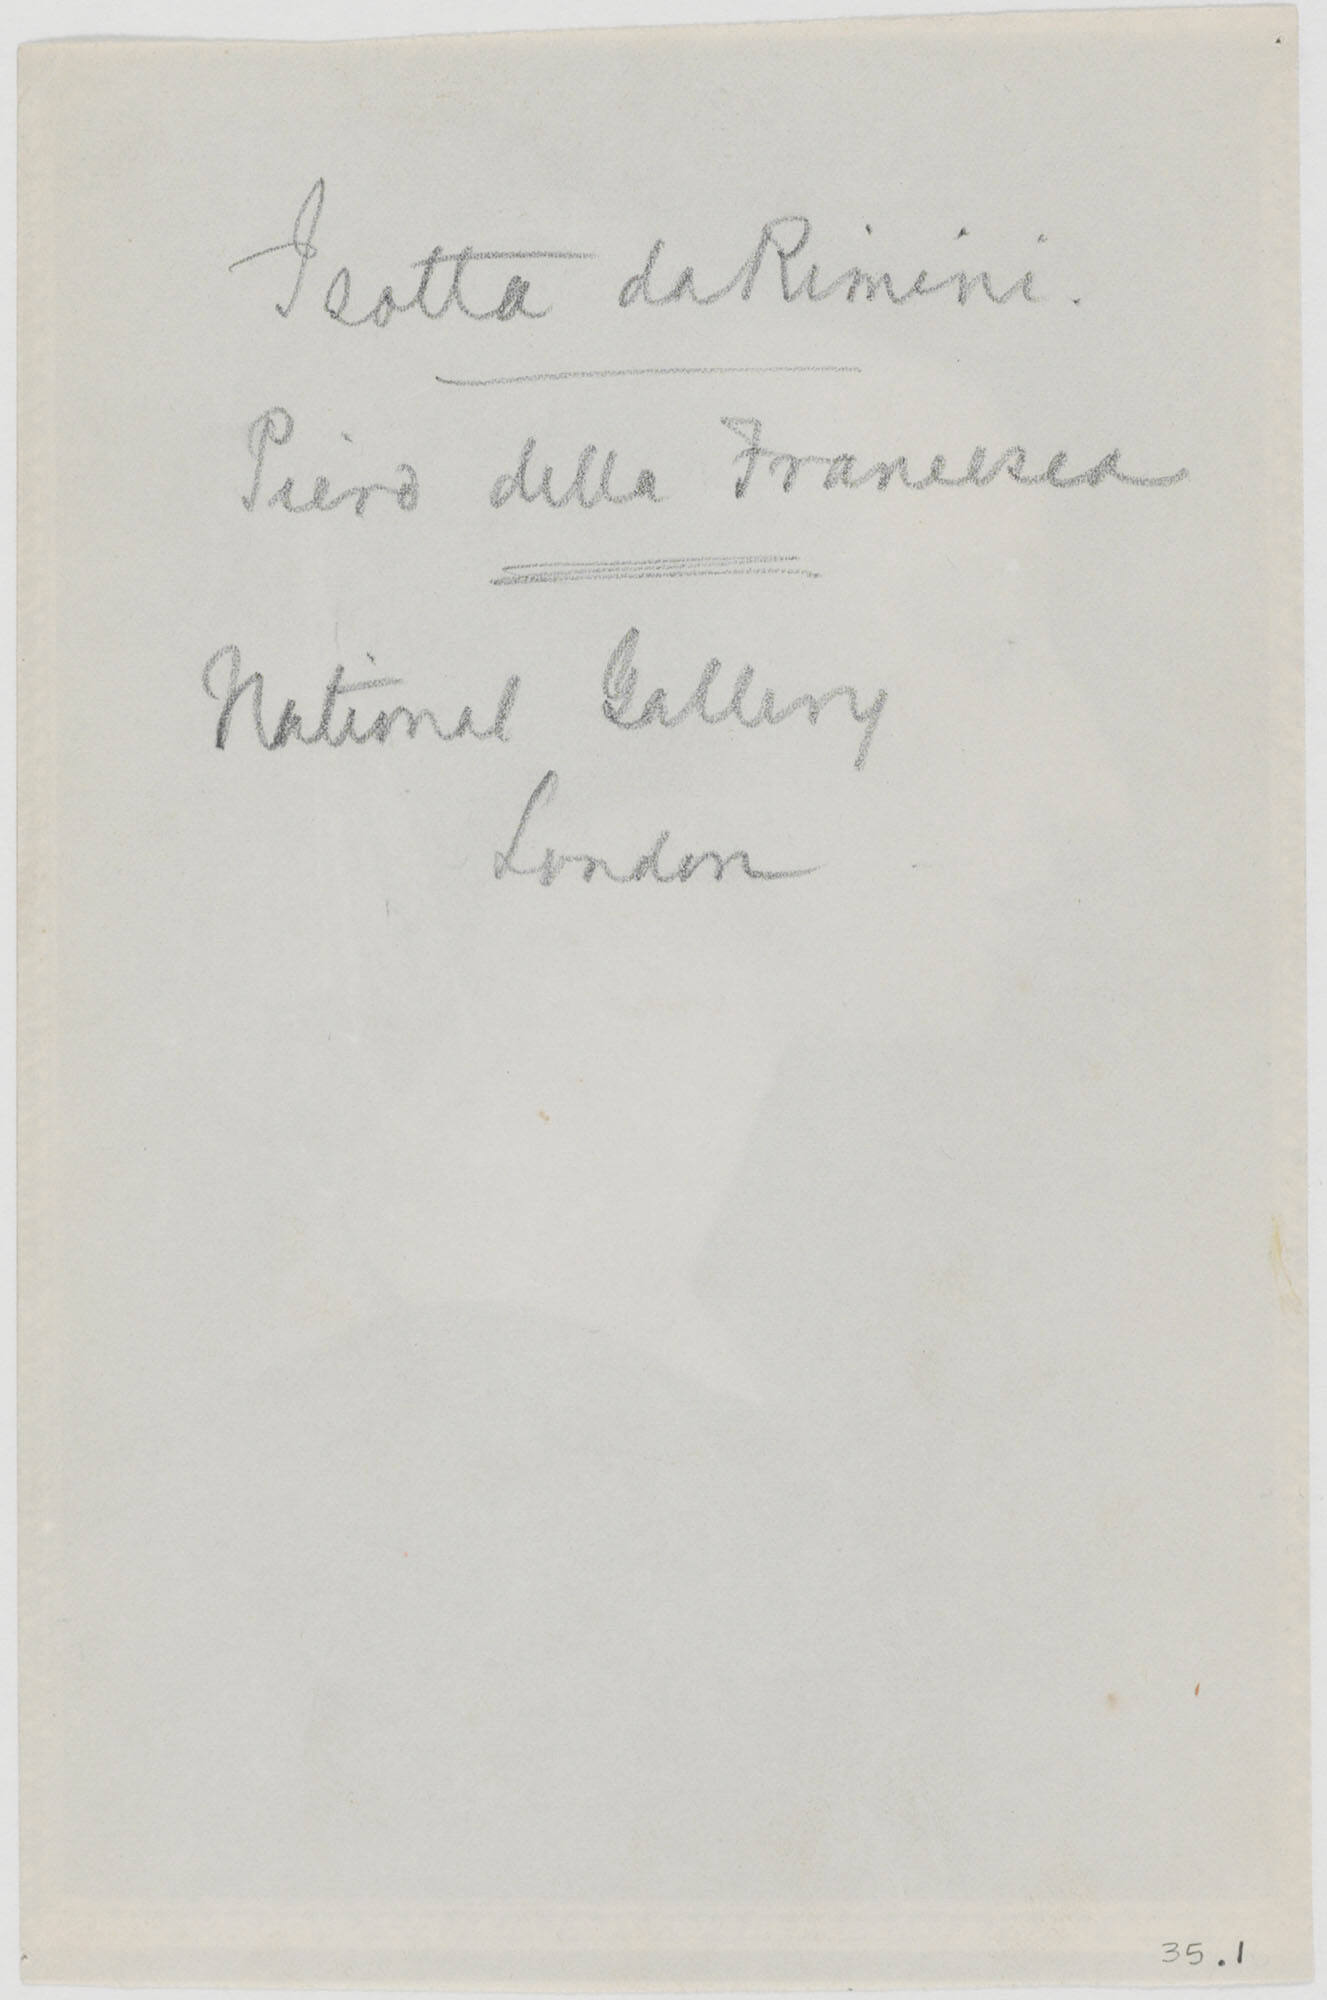 Isotta da Rimini.
Piero della Francesca
National Gallery
London
35.1